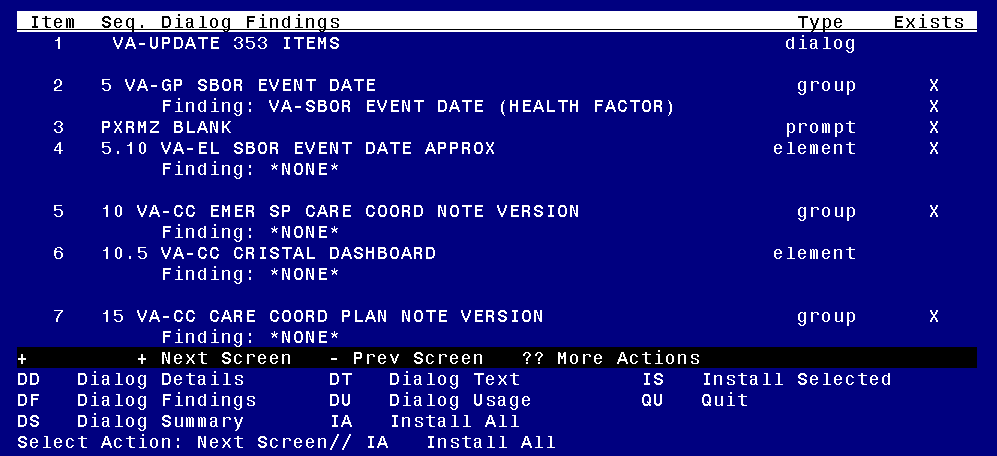 Item Seq. Dialog Findings Type Exists
1 VA-UPDATE 353 ITEMS dialog
2 5 VA-GP SBOR EVENT DATE group X
Finding: VA-SBOR EVENT DATE (HEALTH FACTOR) X
3 PXRMZ BLANK prompt X
4 5.10 VA-EL SBOR EVENT DATE APPROX element X
Finding: *NONE*
5 10 VA-CC EMER SP CARE COORD NOTE VERSION group X
Finding: *NONE*
6 10.5 VA-CC CRISTAL DASHBOARD element
Finding: *NONE*
7 15 VA-CC CARE COORD PLAN NOTE VERSION group X
Finding: *NONE*
+ + Next Screen - Prev Screen ?? More Actions
DD Dialog Details DT Dialog Text IS Install Selected
DF Dialog Findings DU Dialog Usage QU Quit
DS Dialog Summary IA Install All
Select Action: Next Screen// IA Install All